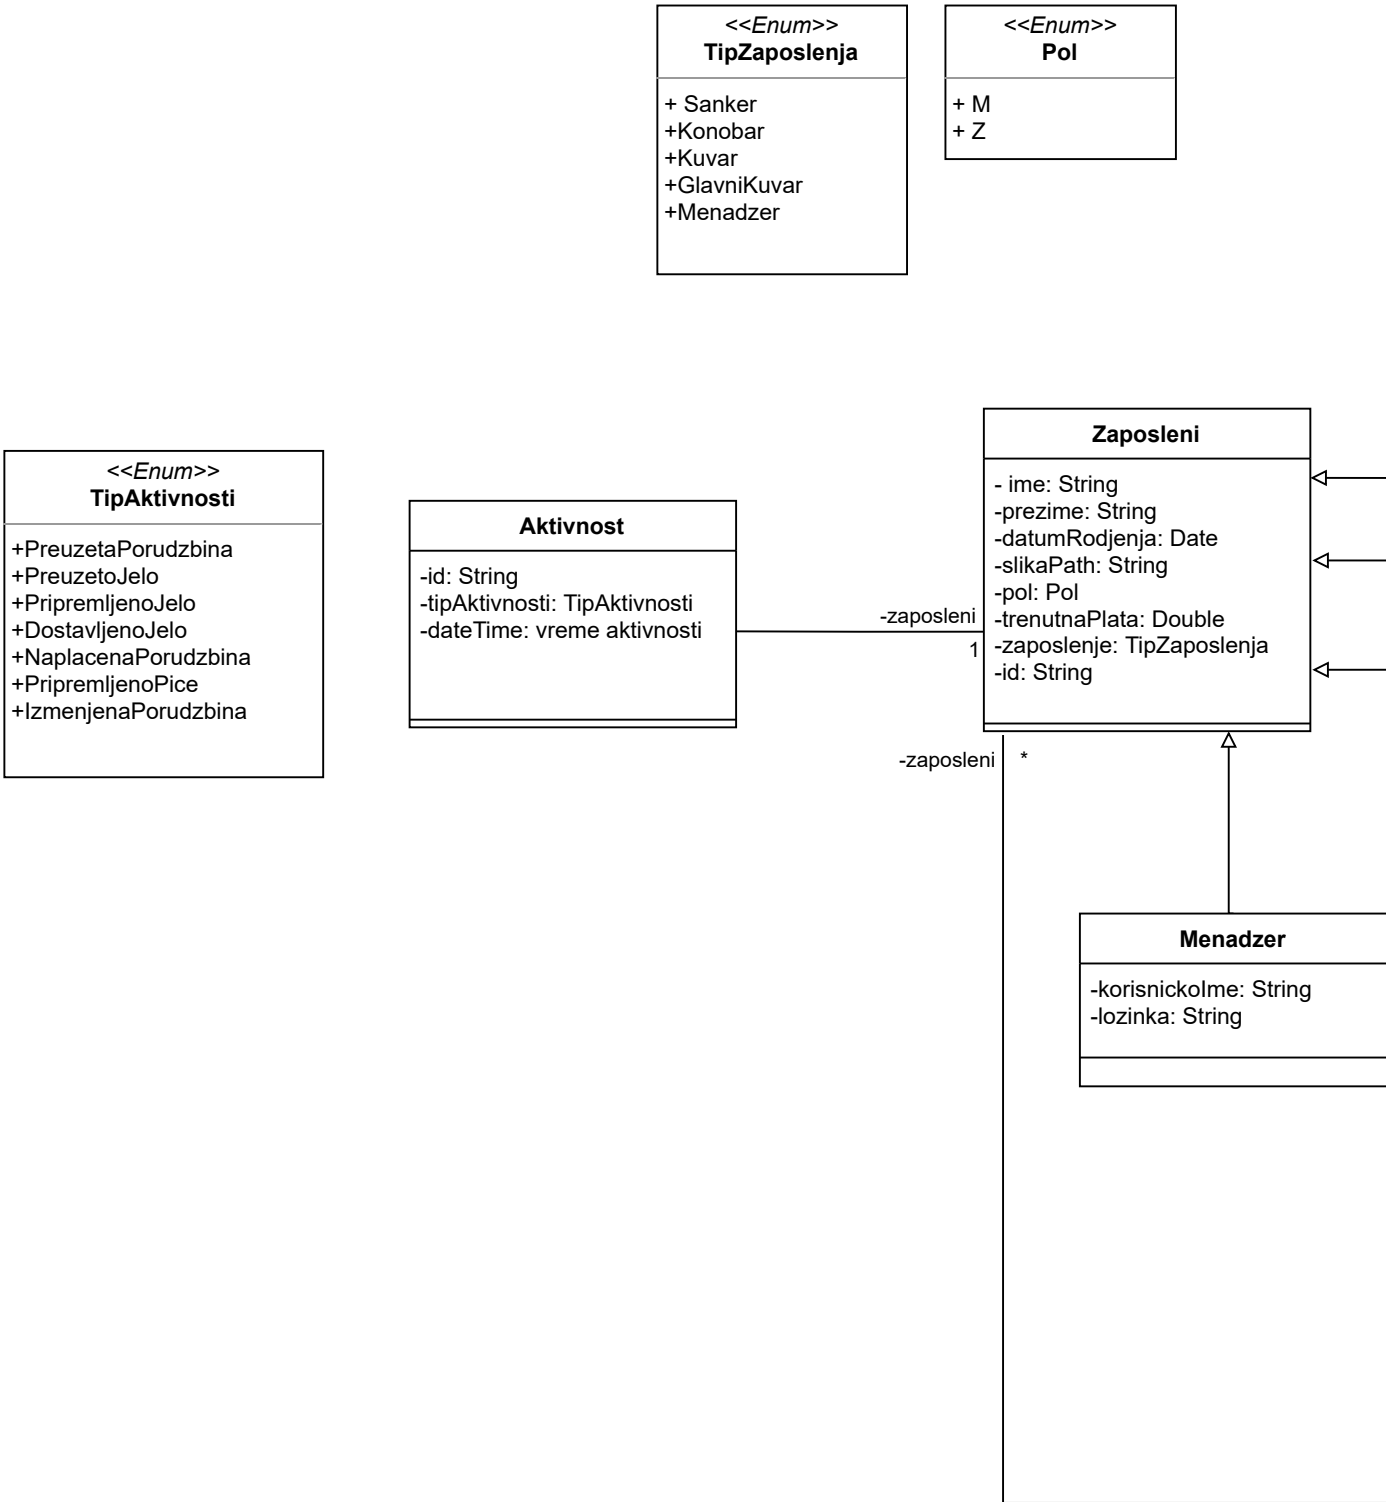 <<Enum>>
TipZaposlenja
+ Sanker
+Konobar
+Kuvar
+GlavniKuvar
+Menadzer
<<Enum>>
Pol
+ M
+ Z
<<Enum>>
TipAktivnosti
+PreuzetaPorudzbina
+PreuzetoJelo
+PripremljenoJelo
+DostavljenoJelo
+NaplacenaPorudzbina
+PripremljenoPice
+IzmenjenaPorudzbina
Aktivnost
-id: String
-tipAktivnosti: TipAktivnosti
-dateTime: vreme aktivnosti
-zaposleni
1
Zaposleni
- ime: String
-prezime: String
-datumRodjenja: Date
-slikaPath: String
-pol: Pol
-trenutnaPlata: Double
-zaposlenje: TipZaposlenja
-id: String
-zaposleni
*
Menadzer
-korisnickoIme: String
-lozinka: String